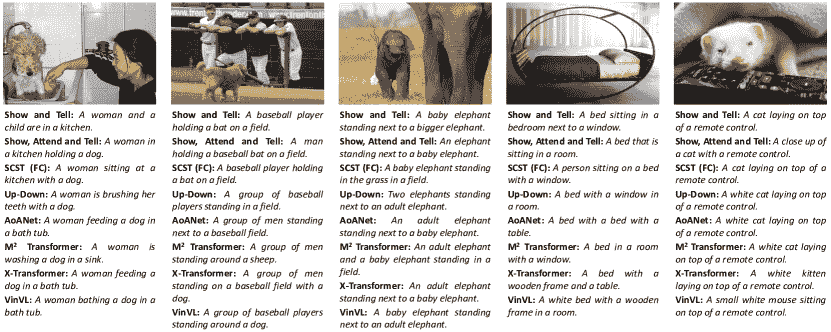 Show and Tell: A woman and a
child are in a kitchen.
Show, Attend and Tell: A woman in
a kitchen holding a dog.
SCST (FC): A woman sitting at a
kitchen with a dog.
Up-Down: A woman is brushing her
teeth with a dog.
AoANet: A woman feeding a dog in
a bath tub.
M² Transformer: A woman is
washing a dog in a sink.
X-Transformer: A woman feeding a
dog in a bath tub.
VinVL: A woman bathing a dog in a
bath tub.
Show and Tell: A baseball player
holding a bat on a field.
Show, Attend and Tell: A man
holding a baseball bat on a field.
SCST (FC): A baseball player holding
a bat on a field.
Up-Down: A group of baseball
players standing in a field.
AoANet: A group of men standing
next to a baseball field.
M² Transformer: A group of men
standing around a sheep.
X-Transformer: A group of men
standing on a baseball field with a
dog.
VinVL: A group of baseball players
standing around a dog.
Show and Tell: A baby elephant
standing next to a bigger elephant.
Show, Attend and Tell: An elephant
standing next to a baby elephant.
SCST (FC): A baby elephant standing
in the grass in a field.
Up-Down: Two elephants standing
next to an adult elephant.
AoANet: An adult elephant
standing next to a baby elephant.
M² Transformer: An adult elephant
and a baby elephant standing in a
field.
X-Transformer: An adult elephant
standing next to a baby elephant.
VinVL: A baby elephant standing
next to an adult elephant.
Show and Tell: A bed sitting in a
bedroom next to a window.
Show, Attend and Tell: A bed that is
sitting in a room.
SCST (FC): A person sitting on a bed
with a window.
Up-Down: A bed with a window in
a room.
AoANet: A bed with a bed with a
table.
M² Transformer: A bed in a room
with a window.
X-Transformer: A bed with a
wooden frame and a table.
VinVL: A white bed with a wooden
frame in a room.
Show and Tell: A cat laying on top
of a remote control.
Show, Attend and Tell: A close up of
a cat with a remote control.
SCST (FC): A cat laying on top of a
remote control.
Up-Down: A white cat laying on top
of a remote control.
AoANet: A white cat laying on top
of a remote control.
M² Transformer: A white cat laying
on top of a remote control.
X-Transformer: A white kitten
laying on top of a remote control.
VinVL: A small white mouse sitting
on top of a remote control.